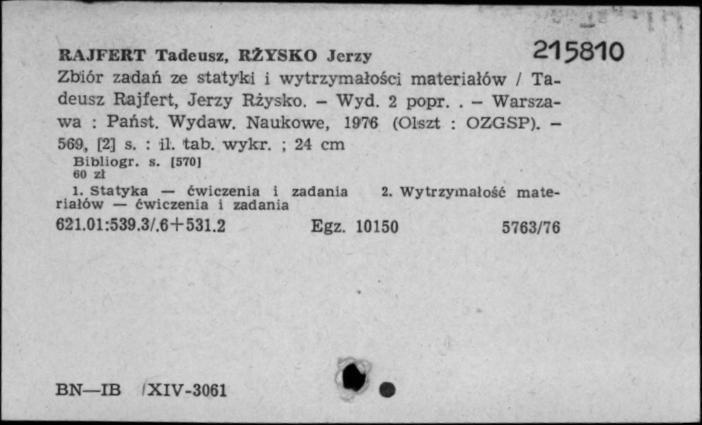 RAJFERT Tadeusz, RŻYSKO Jerzy 215810
Zbiór zadań ze statyki i wytrzymałości materiałów / Ta-
deusz Rajfert, Jerzy Rżysko. – Wyd. 2 popr. . – Warsza-
wa : Państ. Wydaw. Naukowe, 1976 (Olszt : OZGSP). –
569, [2] s. : il. tab. wykr. ; 24 cm
Bibliogr. s. [570]
60 zł
1. Statyka — ćwiczenia i zadania 2. Wytrzymałość mate-
riałów — ćwiczenia i zadania
621.01:539.3/.6+531.2 Egz. 10150 5763/76
BN—IB /XIV-3061